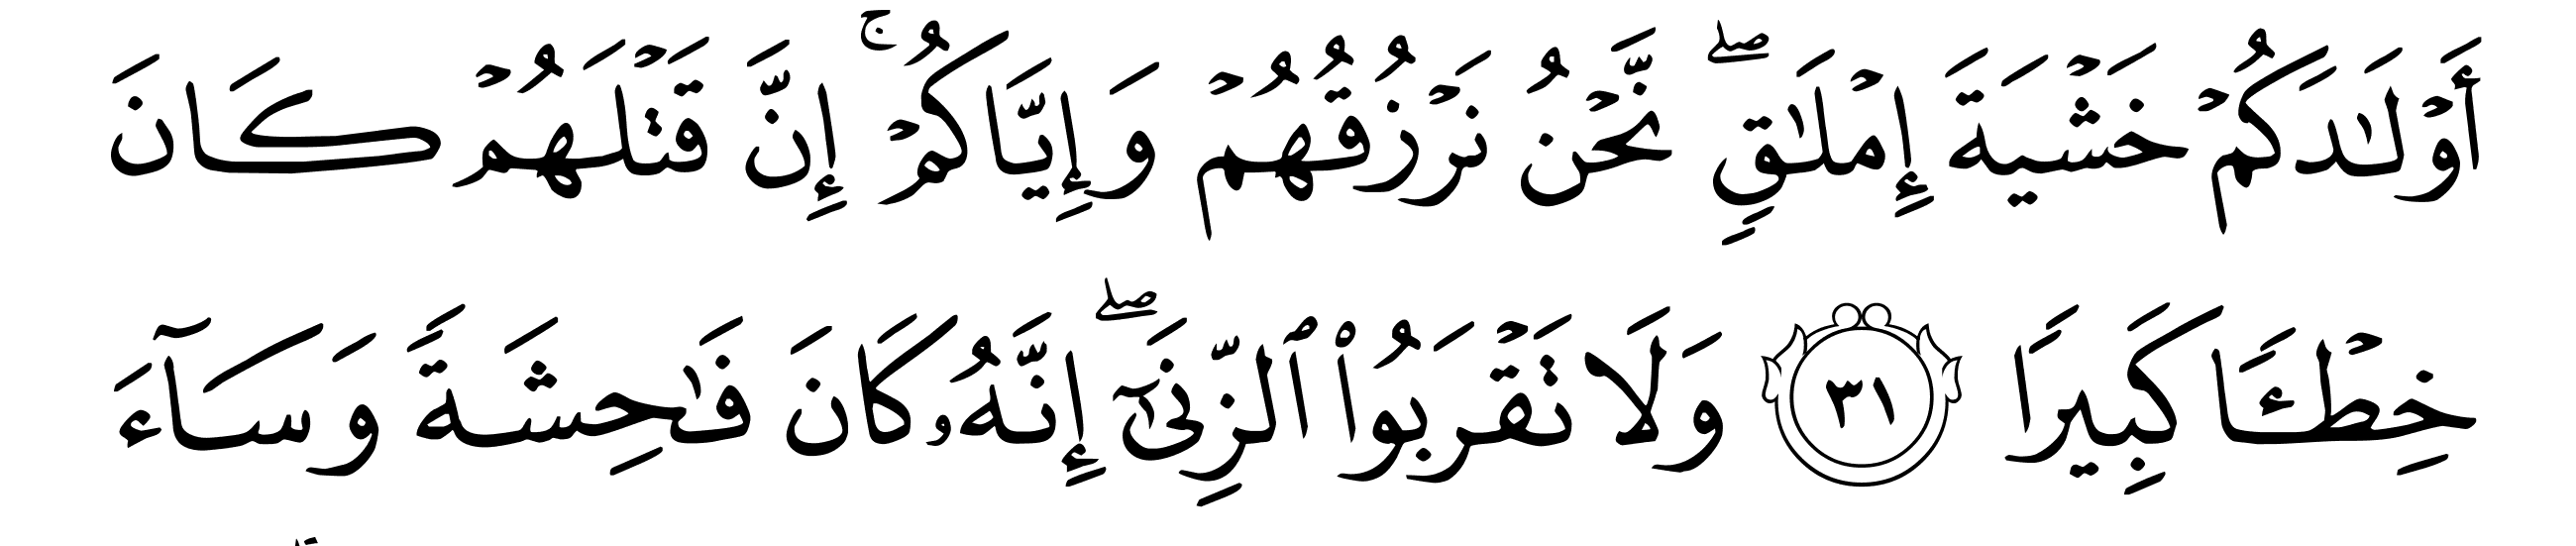 أَوۡلَٰدَكُمۡ خَشۡيَةَ إِمۡلَٰقٖۖ نَّحۡنُ نَرۡزُقُهُمۡ وَإِيَّاكُمۡۚ إِنَّ قَتۡلَهُمۡ كَانَ
خِطۡـٔٗا كَبِيرٗا ٣١ وَلَا تَقۡرَبُواْ ٱلزِّنَىٰٓۖ إِنَّهُۥ كَانَ فَٰحِشَةٗ وَسَآءَ